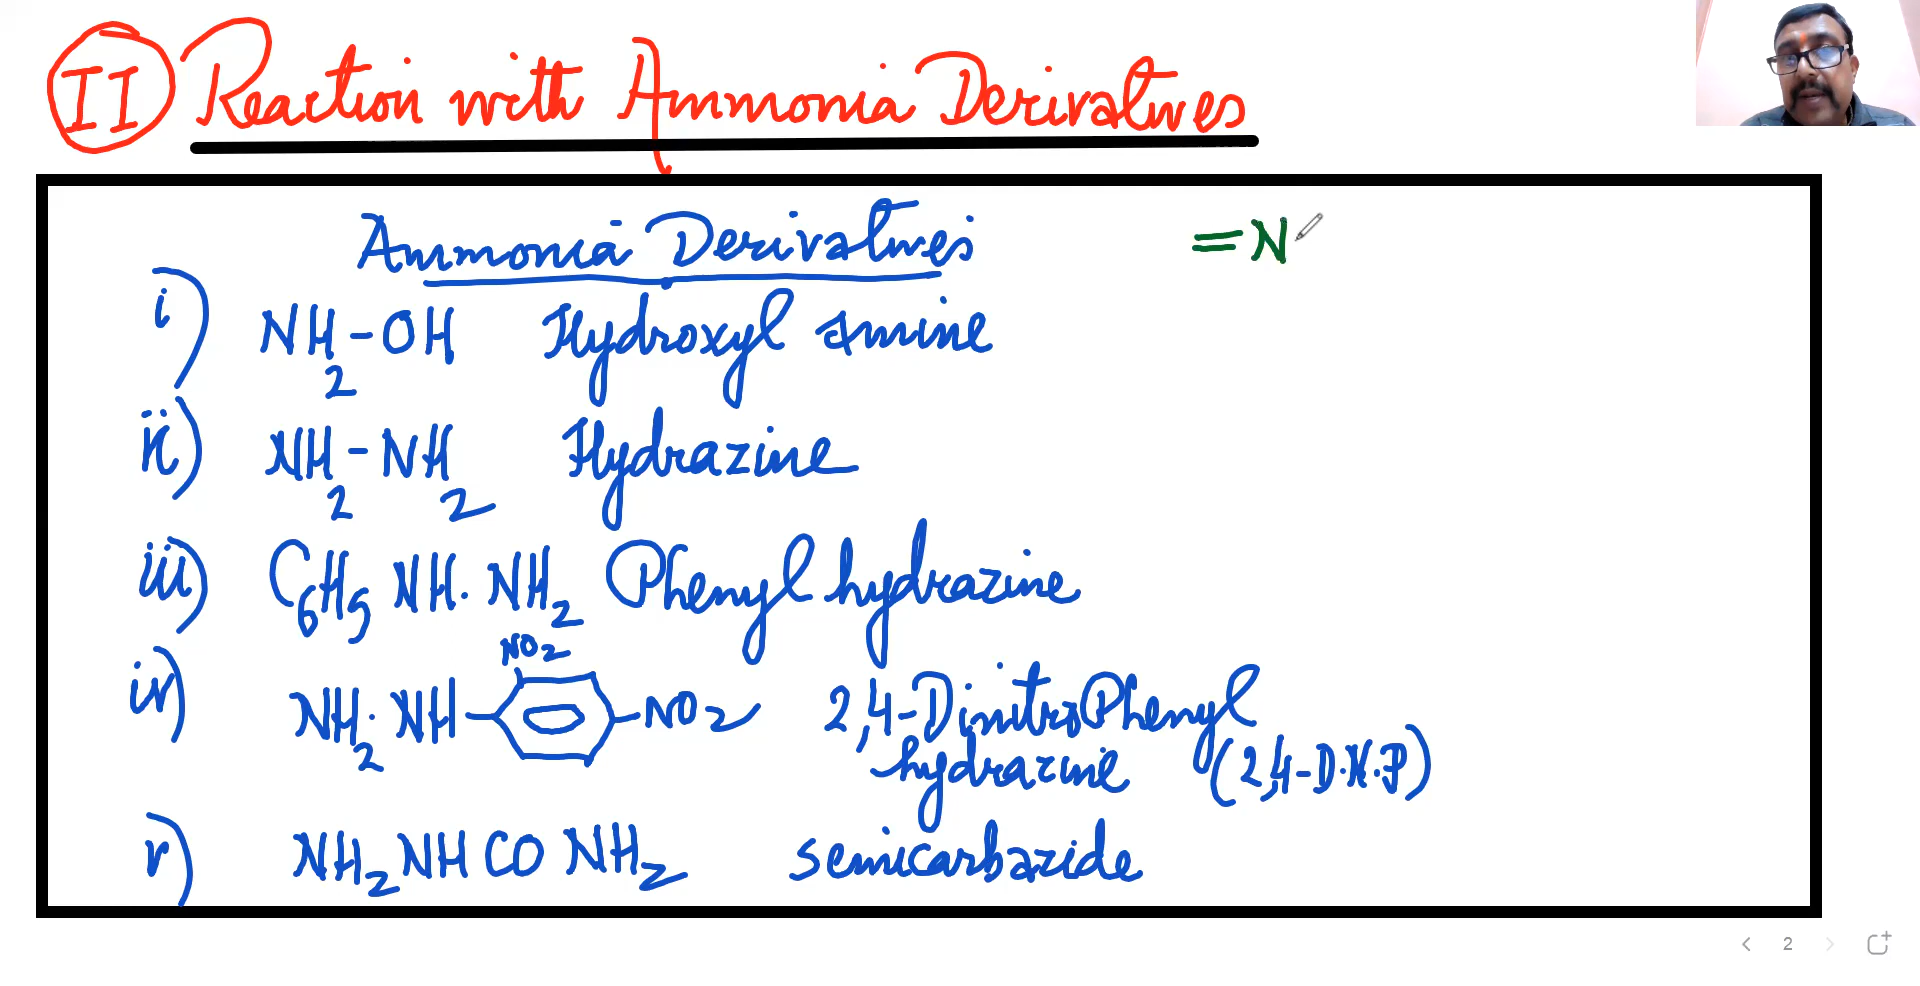 II Reaction with Ammonia Derivatives
Ammonia Derivatives =N
i) NH2-OH Hydroxyl amine
ii) NH2-NH2 Hydrazine
iii) C6H5 NH.NH2 Phenyl hydrazine
NO2
iv) NH2.NH- -NO2 2,4-DinitroPhenyl
hydrazine (2,4-D.N.P)
v) NH2NH CO NH2 semicarbazide
2